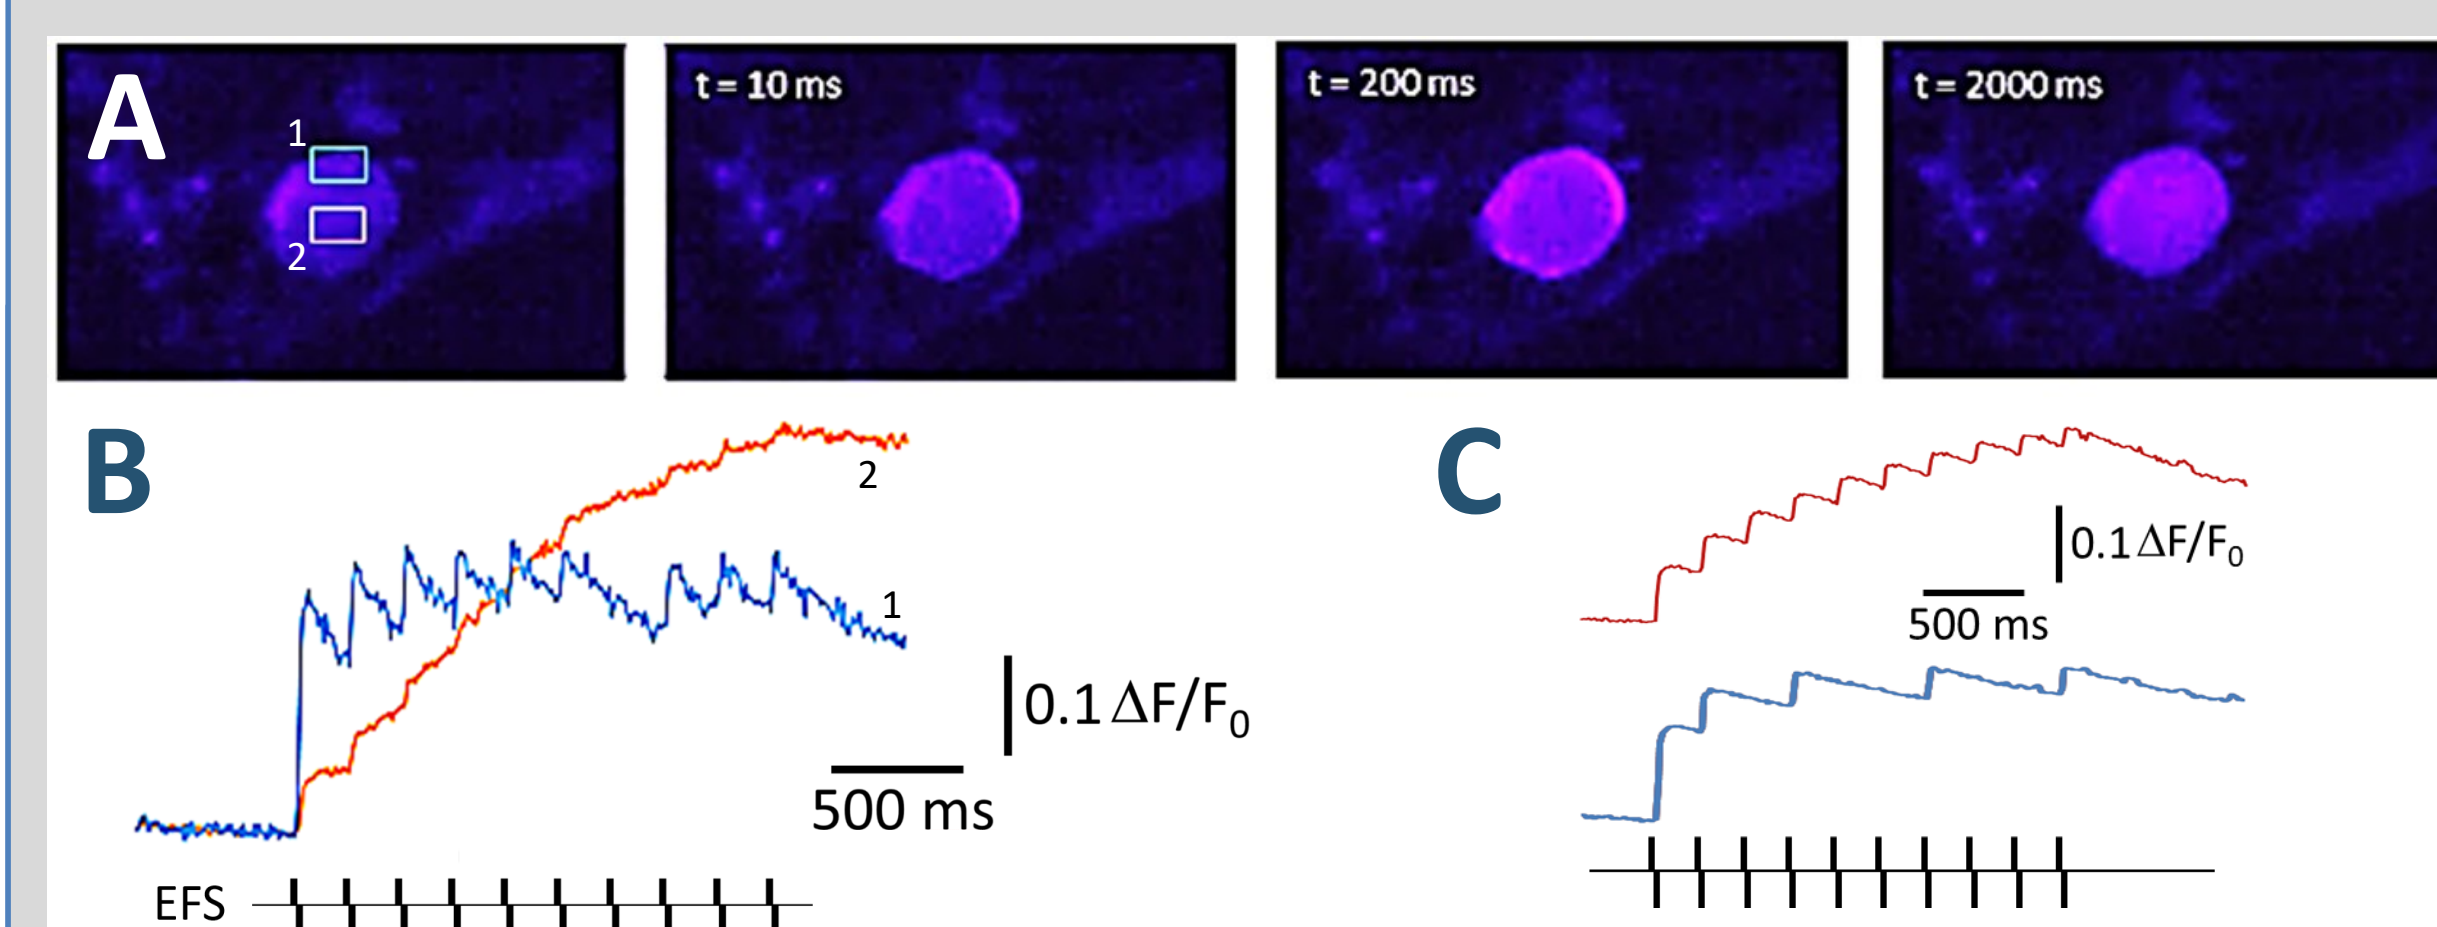 A
1
2
t = 10 ms
t = 200 ms
t = 2000 ms
B
2
1
0.1 ΔF/F₀
500 ms
EFS
C
0.1 ΔF/F₀
500 ms